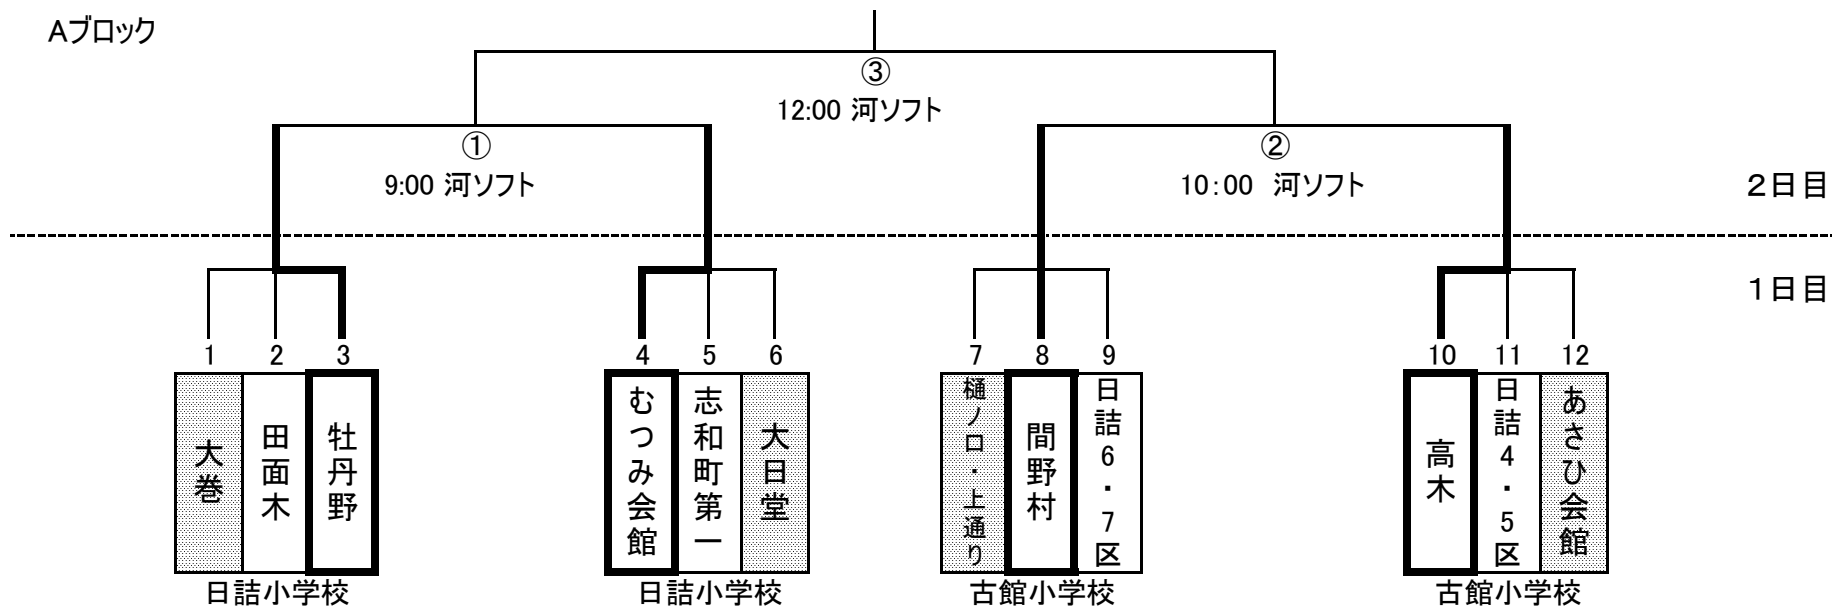 Aブロック
③
12:00 河ソフト
①
9:00 河ソフト
②
10:00 河ソフト
2日目
1日目
1 2 3 4 5 6 7 8 9 10 11 12
大巻
田面木
牡丹野
むつみ会館
志和町第一
大日堂
樋ノ口・上通り
間野村
日詰6・7区
高木
日詰4・5区
あさひ会館
日詰小学校
日詰小学校
古館小学校
古館小学校